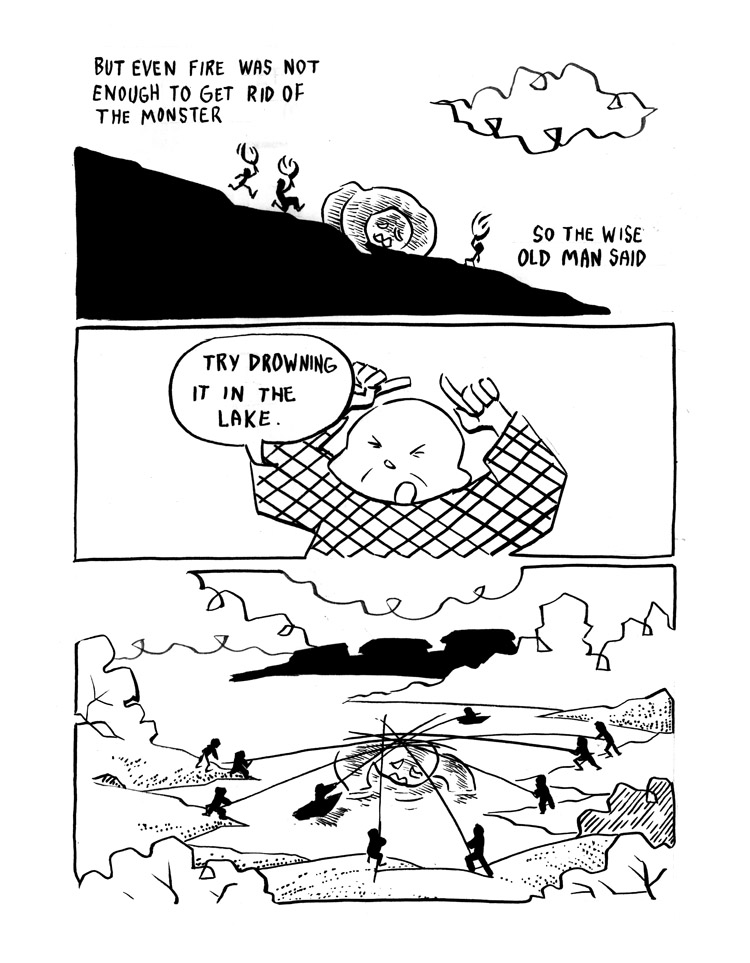 BUT EVEN FIRE WAS NOT
ENOUGH TO GET RID OF
THE MONSTER
SO THE WISE
OLD MAN SAID
TRY DROWNING
IT IN THE
LAKE.